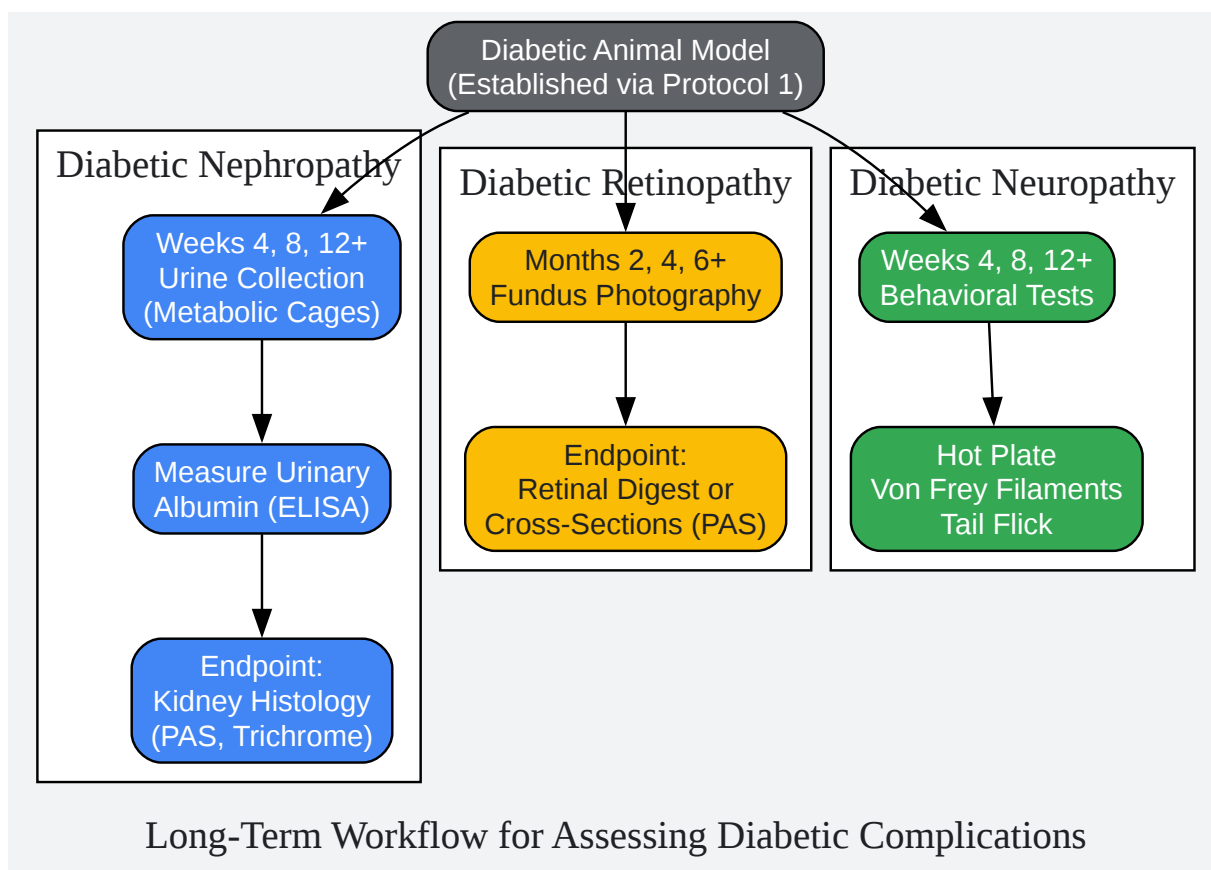 Diabetic Animal Model
(Established via Protocol 1)
Diabetic Nephropathy
Weeks 4, 8, 12+
Urine Collection
(Metabolic Cages)
Measure Urinary
Albumin (ELISA)
Endpoint:
Kidney Histology
(PAS, Trichrome)
Diabetic Retinopathy
Months 2, 4, 6+
Fundus Photography
Endpoint:
Retinal Digest or
Cross-Sections (PAS)
Diabetic Neuropathy
Weeks 4, 8, 12+
Behavioral Tests
Hot Plate
Von Frey Filaments
Tail Flick
Long-Term Workflow for Assessing Diabetic Complications